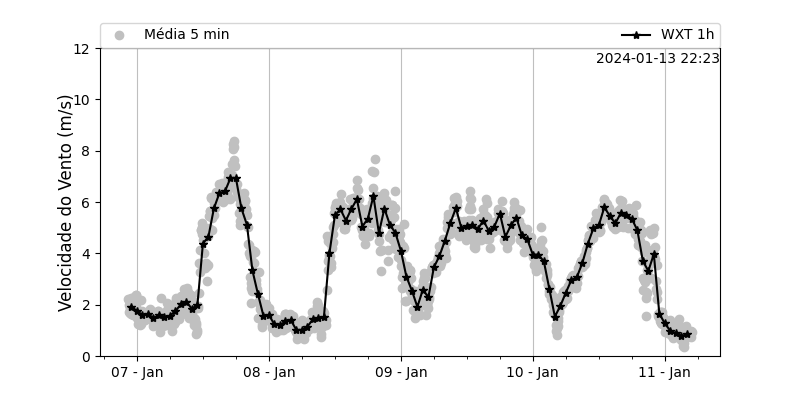 Média 5 min
WXT 1h
2024-01-13 22:23
Velocidade do Vento (m/s)
12
10
8
6
4
2
0
07 - Jan
08 - Jan
09 - Jan
10 - Jan
11 - Jan